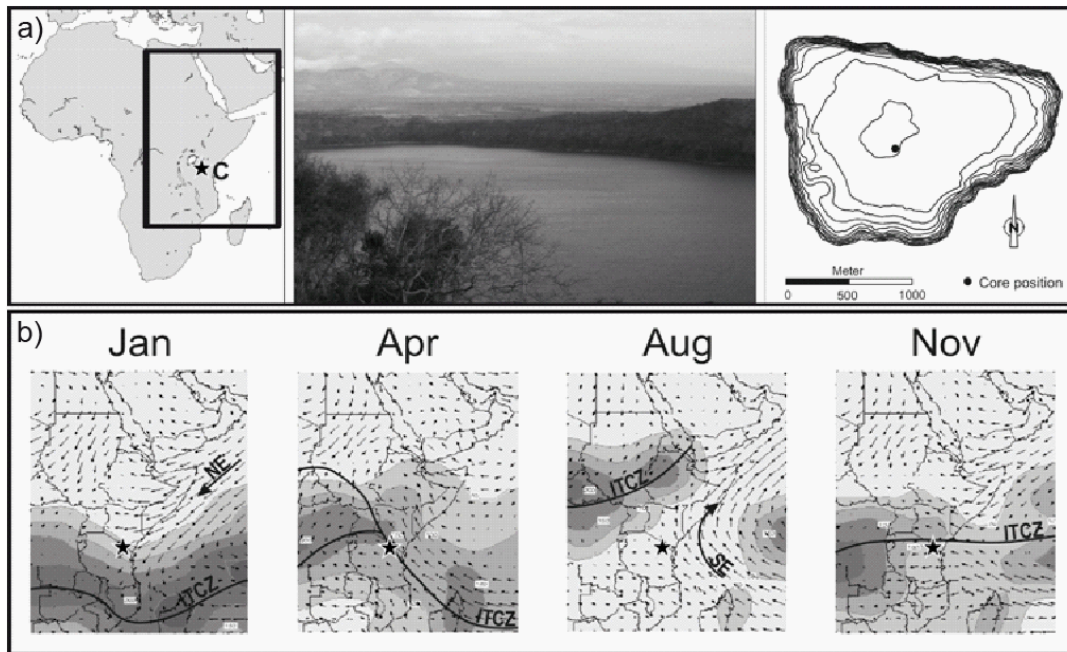 a)
C
Meter
0 500 1000
N
Core position
b)
Jan
Apr
Aug
Nov
NE
ITCZ
ITCZ
ITCZ
SE
ITCZ